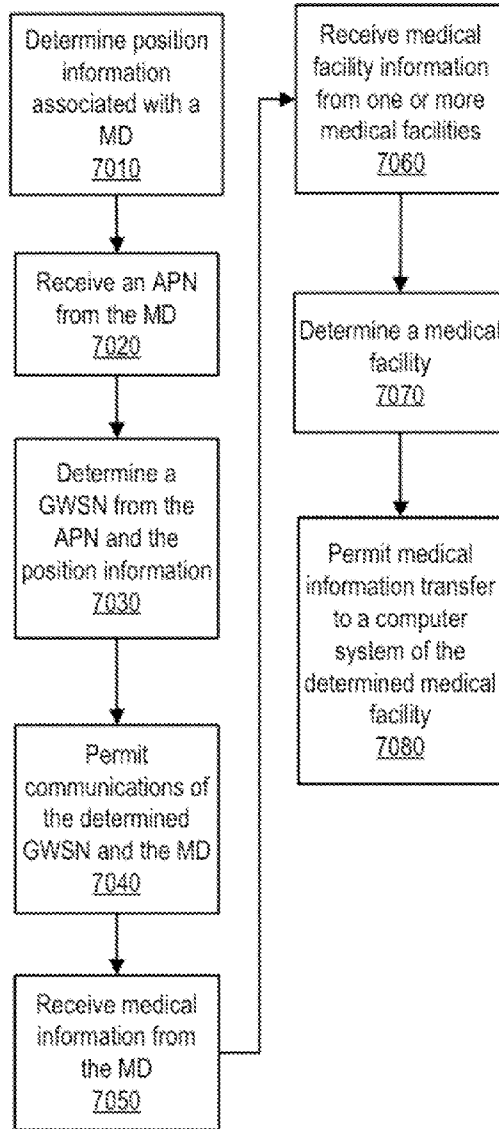 Determine position
information
associated with a
MD
7010
Receive an APN
from the MD
7020
Determine a
GWSN from the
APN and the
position information
7030
Permit
communications of
the determined
GWSN and the MD
7040
Receive medical
information from
the MD
7050
Receive medical
facility information
from one or more
medical facilities
7060
Determine a medical
facility
7070
Permit medical
information transfer
to a computer
system of the
determined medical
facility
7080